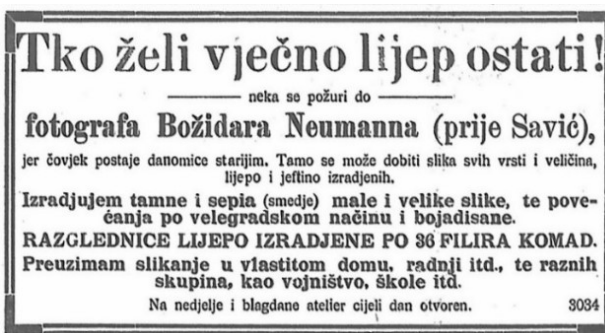 Tko želi vječno lijep ostati!
neka se požuri do
fotografa Božidara Neumanna (prije Savić),
jer čovjek postaje danomice starijim. Tamo se može dobiti slika svih vrsti i veličina,
lijepo i jeftino izradjenih.
Izradjujem tamne i sepia (smedje) male i velike slike, te pove-
ćanja po velegradskom načinu i bojadisane.
RAZGLEDNICE LIJEPO IZRADJENE PO 36 FILIRA KOMAD.
Preuzimam slikanje u vlastitom domu, radnji itd., te raznih
skupina, kao vojništvo, škole itd.
Na nedjelje i blagdane atelier cijeli dan otvoren. 3034